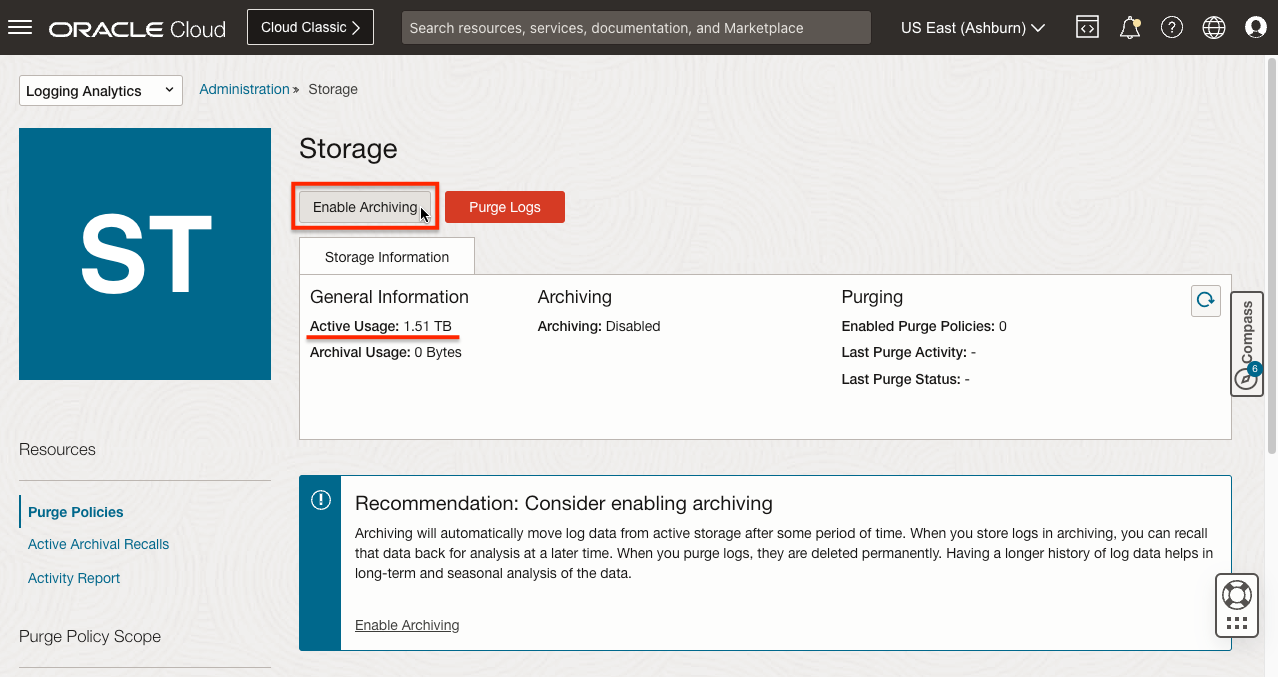 ORACLE Cloud
Cloud Classic
Search resources, services, documentation, and Marketplace
US East (Ashburn)
Logging Analytics
Administration » Storage
ST
Storage
Enable Archiving
Purge Logs
Storage Information
General Information
Active Usage: 1.51 TB
Archival Usage: 0 Bytes
Archiving
Archiving: Disabled
Purging
Enabled Purge Policies: 0
Last Purge Activity: -
Last Purge Status: -
Compass
6
Resources
Purge Policies
Active Archival Recalls
Activity Report
Purge Policy Scope
Recommendation: Consider enabling archiving
Archiving will automatically move log data from active storage after some period of time. When you store logs in archiving, you can recall
that data back for analysis at a later time. When you purge logs, they are deleted permanently. Having a longer history of log data helps in
long-term and seasonal analysis of the data.
Enable Archiving